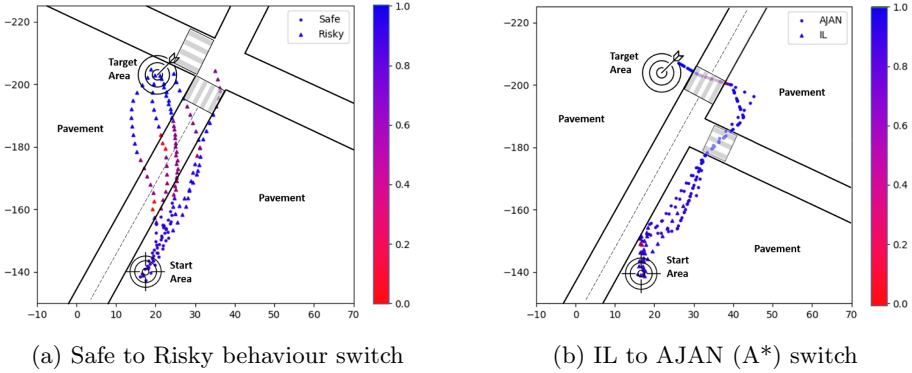 −220
−200
−180
−160
−140
−10 0 10 20 30 40 50 60 70
Safe
Risky
Target
Area
Pavement
Pavement
Start
Area
1.0
0.8
0.6
0.4
0.2
0.0
(a) Safe to Risky behaviour switch
−220
−200
−180
−160
−140
−10 0 10 20 30 40 50 60 70
AJAN
IL
Target
Area
Pavement
Pavement
Start
Area
Pavement
1.0
0.8
0.6
0.4
0.2
0.0
(b) IL to AJAN (A*) switch